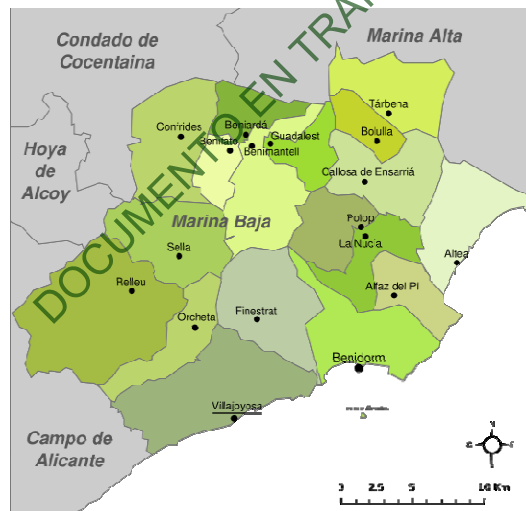 Condado de
Cocentaina
Marina Alta
Hoya
de
Alcoy
DOCUMENTO EN TRA
Tárbena
Bolulla
Confrides
Beniardá
Guadalest
Benifato
Benimantell
Callosa de Ensarriá
Marina Baja
Polop
La Nucia
Altea
Sella
Relleu
Alfaz del Pi
Orcheta
Finestrat
Benidorm
Villajoyosa
Campo de
Alicante
N
S
0 2.5 5 10 Km